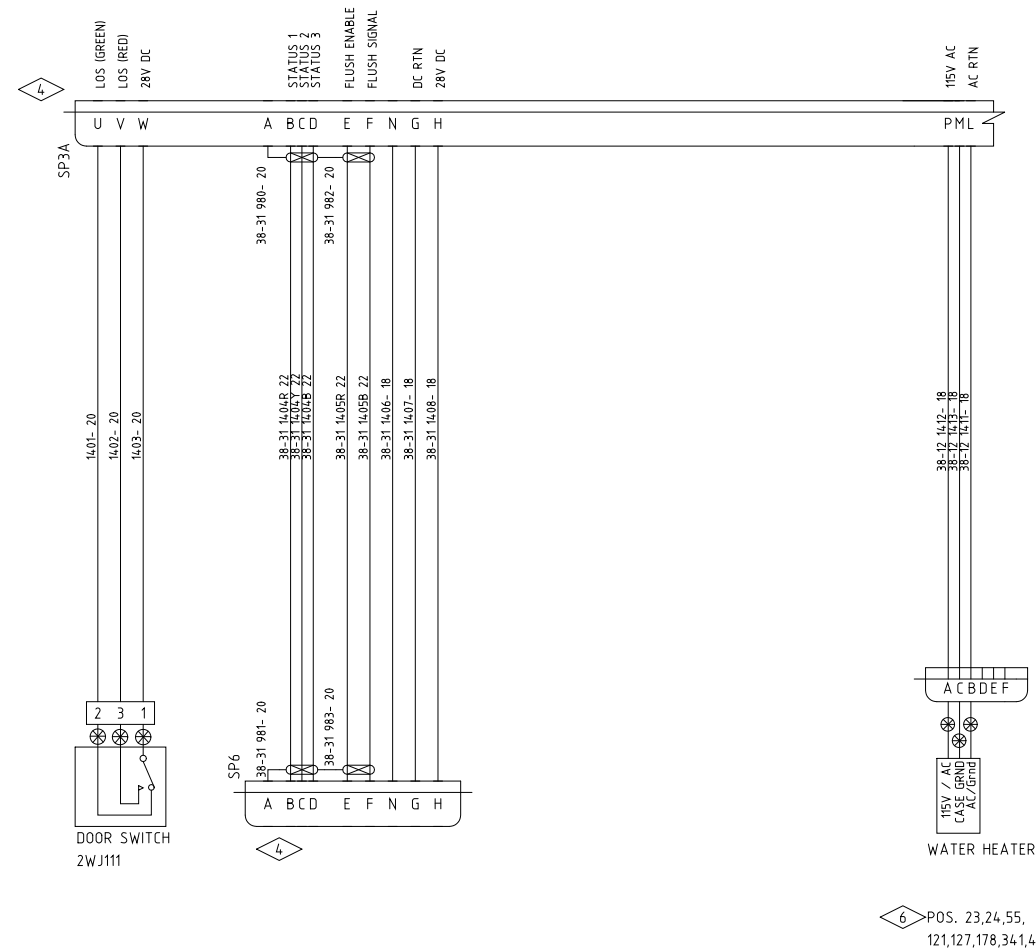 LOS (GREEN)
LOS (RED)
28V DC
STATUS 1
STATUS 2
STATUS 3
FLUSH ENABLE
FLUSH SIGNAL
DC RTN
28V DC
115V AC
AC RTN
4
U V W A B C D E F N G H P M L
SP3A
38-31 980- 20
38-31 982- 20
1401- 20
1402- 20
1403- 20
38-31 1404R 22
38-31 1404Y 22
38-31 1404B 22
38-31 1405R 22
38-31 1405B 22
38-31 1406- 18
38-31 1407- 18
38-31 1408- 18
38-12 1412- 18
38-12 1413- 18
38-12 1411- 18
A C B D E F
2 3 1
38-31 981- 20
38-31 983- 20
SP6
A B C D E F N G H
115V / AC
CASE GRND
AC/Grnd
DOOR SWITCH
2WJ111
4
WATER HEATER
6 POS. 23,24,55,
121,127,178,341,4